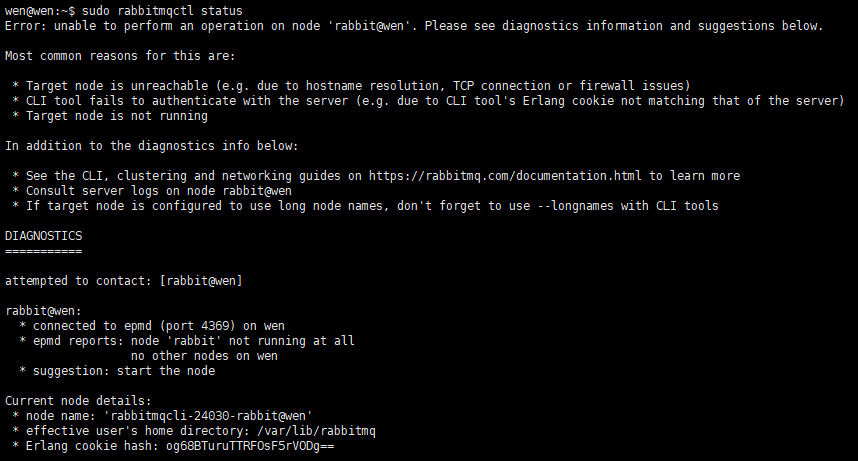 wen@wen:~$ sudo rabbitmqctl status
Error: unable to perform an operation on node 'rabbit@wen'. Please see diagnostics information and suggestions below.
Most common reasons for this are:
* Target node is unreachable (e.g. due to hostname resolution, TCP connection or firewall issues)
* CLI tool fails to authenticate with the server (e.g. due to CLI tool's Erlang cookie not matching that of the server)
* Target node is not running
In addition to the diagnostics info below:
* See the CLI, clustering and networking guides on https://rabbitmq.com/documentation.html to learn more
* Consult server logs on node rabbit@wen
* If target node is configured to use long node names, don't forget to use --longnames with CLI tools
DIAGNOSTICS
===========
attempted to contact: [rabbit@wen]
rabbit@wen:
* connected to epmd (port 4369) on wen
* epmd reports: node 'rabbit' not running at all
no other nodes on wen
* suggestion: start the node
Current node details:
* node name: 'rabbitmqcli-24030-rabbit@wen'
* effective user's home directory: /var/lib/rabbitmq
* Erlang cookie hash: og68BTuruTTRFOsF5rVODg==